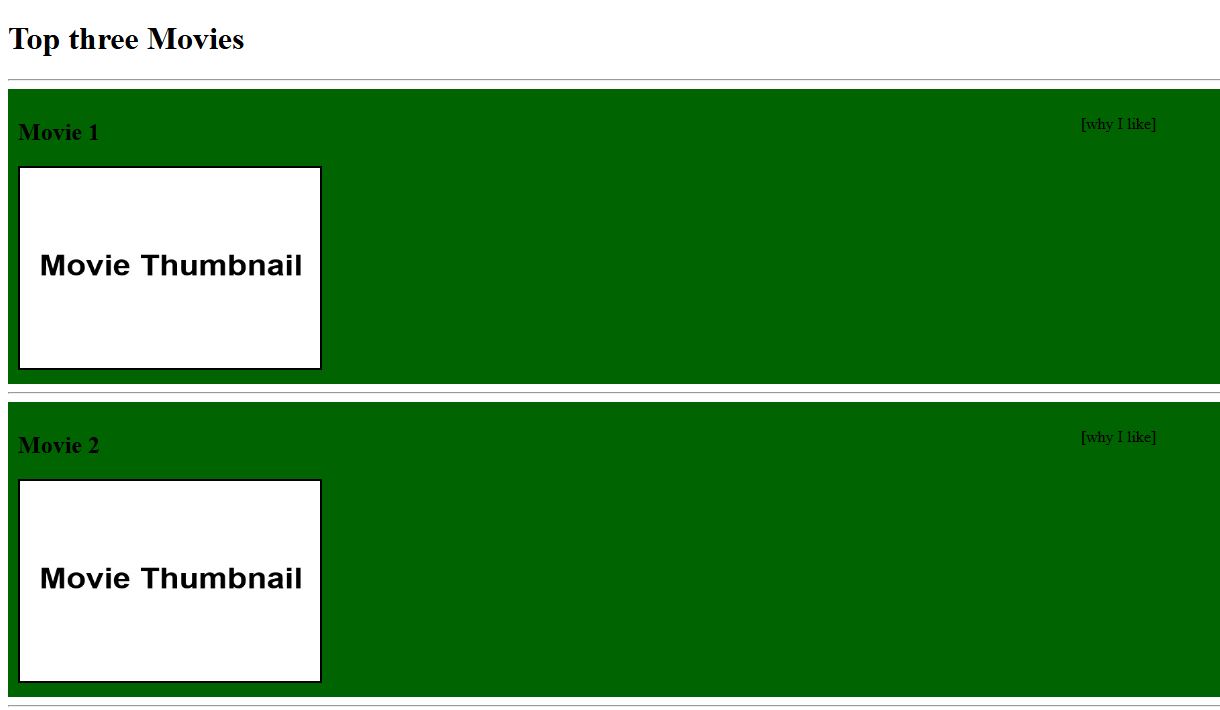 Top three Movies
Movie 1
[why I like]
Movie Thumbnail
Movie 2
[why I like]
Movie Thumbnail